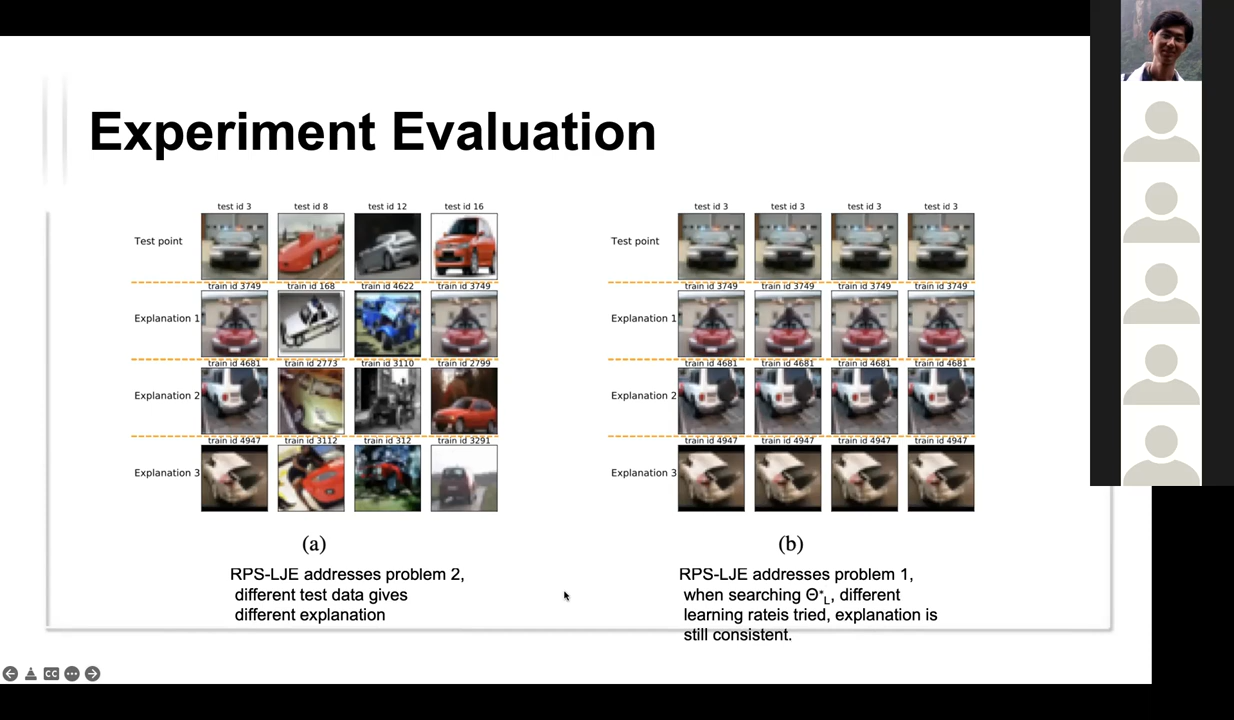 Experiment Evaluation
test id 3 test id 8 test id 12 test id 16
Test point
train id 3749 train id 168 train id 4622 train id 3749
Explanation 1
train id 4681 train id 2773 train id 3110 train id 2799
Explanation 2
train id 4947 train id 3112 train id 312 train id 3291
Explanation 3
(a)
RPS-LJE addresses problem 2,
different test data gives
different explanation
test id 3 test id 3 test id 3 test id 3
Test point
train id 3749 train id 3749 train id 3749 train id 3749
Explanation 1
train id 4681 train id 4681 train id 4681 train id 4681
Explanation 2
train id 4947 train id 4947 train id 4947 train id 4947
Explanation 3
(b)
RPS-LJE addresses problem 1,
when searching Θ*L, different
learning rateis tried, explanation is
still consistent.
CC